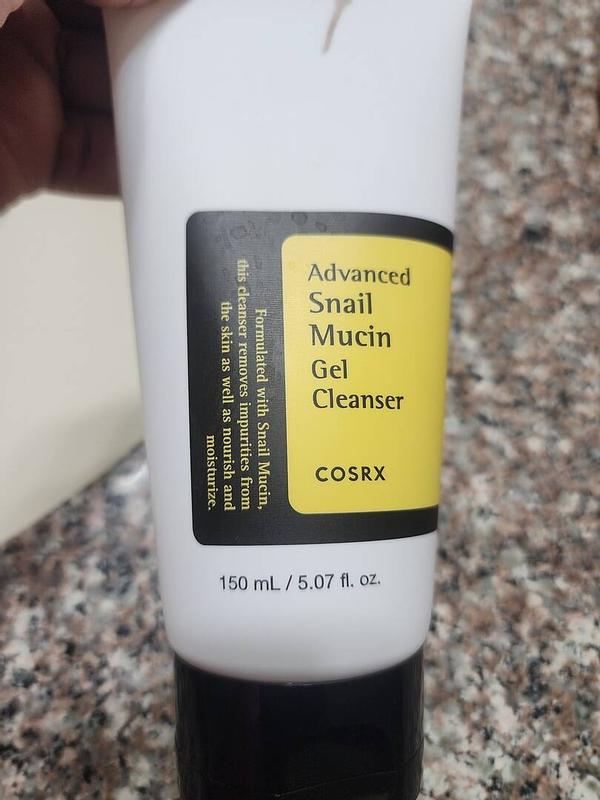 Advanced
Snail
Mucin
Gel
Cleanser
COSRX
Formulated with Snail Mucin,
this cleanser removes impurities from
the skin as well as nourish and
moisturize.
150 mL / 5.07 fl. oz.